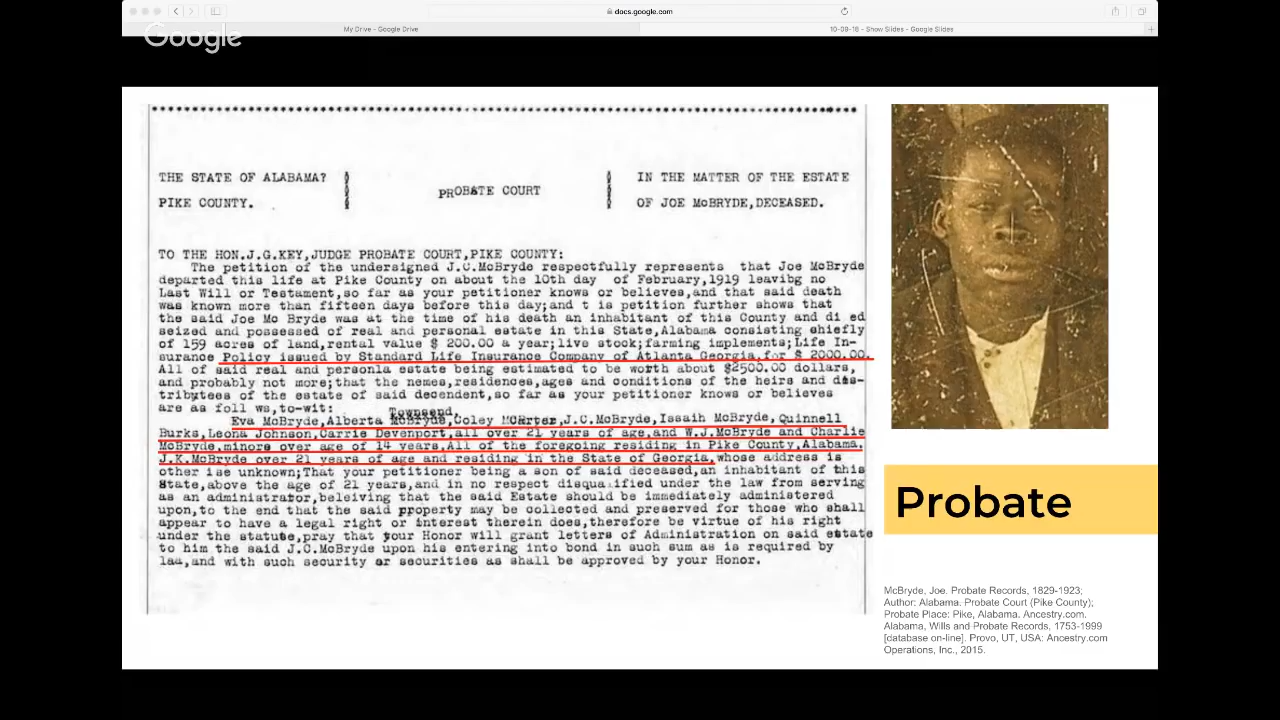 docs.google.com
My Drive - Google Drive
10-09-18 - Show Slides - Google Slides
Google
THE STATE OF ALABAMA?
PIKE COUNTY.
PROBATE COURT
IN THE MATTER OF THE ESTATE
OF JOE McBRYDE,DECEASED.
TO THE HON.J.G.KEY,JUDGE PROBATE COURT,PIKE COUNTY:
The petition of the undersigned J.C.McBryde respectfully represents that Joe McBryde
departed this life at Pike County on about the 10th day of February,1919 leavibg no
Last Will or Testament,so far as your petitioner knows or believes,and that said death
was known more than fifteen days before this day;and t is petition further shows that
the said Joe Mc Bryde was at the time of his death an inhabitant of this County and di ed
seized and possessed of real and personal estate in this State,Alabama consisting chiefly
of 159 acres of land,rental value $ 200.00 a year;live stock;farming implements;Life In-
surance Policy issued by Standard Life Insurance Company of Atlanta Georgia,for $ 2000.00.
All of said real and personla estate being estimated to be worth about $2500.00 dollars,
and probably not more;that the nemes,residences,ages and conditions of the heirs and dis-
tributees of the estate of said decendent,so far as your petitioner knows or believes
are as foll ws,to-wit:
Townsend,
Eva McBryde,Alberta McBryde,Coley McCarter,J.C.McBryde,Issaih McBryde,Quinnell
Burks,Leona Johnson,Carrie Devenport,all over 21 years of age,and W.J.McBryde and Charlie
McBryde,minors over age of 14 years,All of the foregoing residing in Pike County,Alabama.
J.K.McBryde over 21 years of age and residing in the State of Georgia,whose address is
other ise unknown;That your petitioner being a son of said deceased,an inhabitant of this
State,above the age of 21 years,and in no respect disqualified under the law from serving
as an administrator,beleiving that the said Estate should be immediately administered
upon,to the end that the said property may be collected and preserved for those who shall
appear to have a legal right or interest therein does,therefore be virtue of his right
under the statute,pray that your Honor will grant letters of Administration on said estate
to him the said J.C.McBryde upon his entering into bond in such sum as is required by
law,and with such security or securities as shall be approved by your Honor.
Probate
McBryde, Joe. Probate Records, 1829-1923;
Author: Alabama. Probate Court (Pike County);
Probate Place: Pike, Alabama. Ancestry.com.
Alabama, Wills and Probate Records, 1753-1999
[database on-line]. Provo, UT, USA: Ancestry.com
Operations, Inc., 2015.